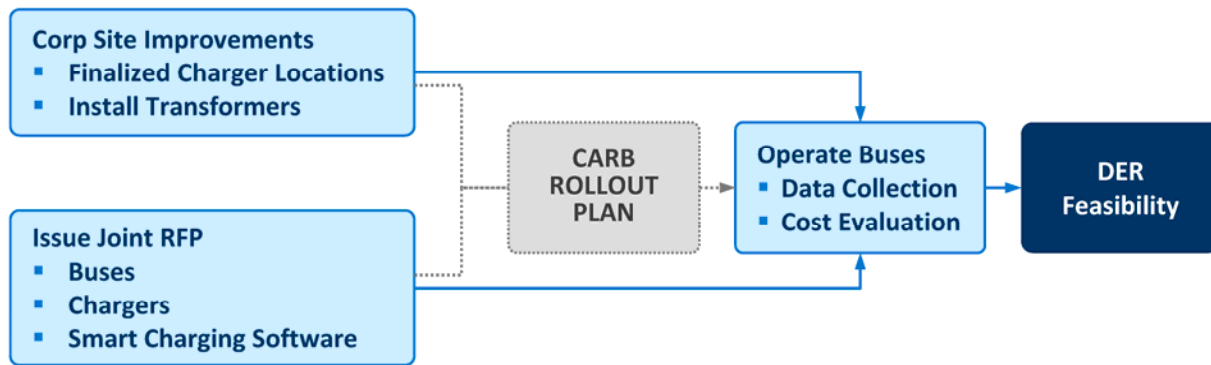 Corp Site Improvements
▪ Finalized Charger Locations
▪ Install Transformers
Issue Joint RFP
▪ Buses
▪ Chargers
▪ Smart Charging Software
CARB
ROLLOUT
PLAN
Operate Buses
▪ Data Collection
▪ Cost Evaluation
DER
Feasibility